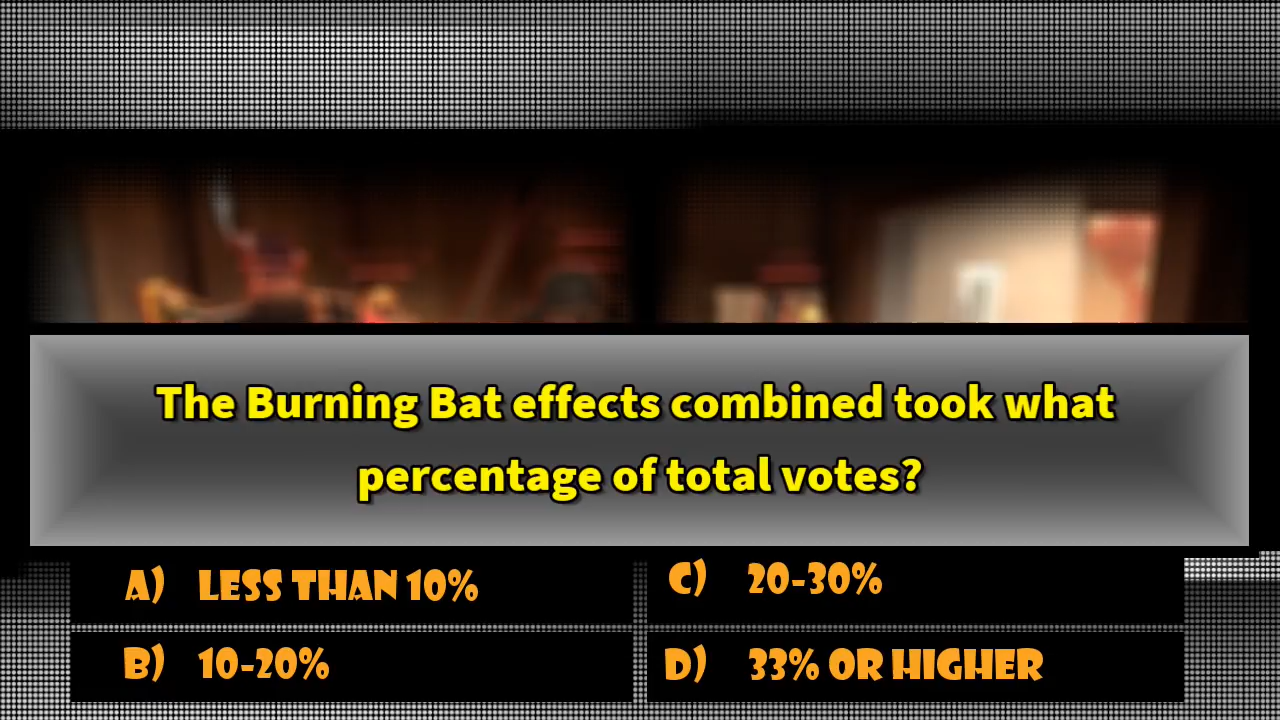 The Burning Bat effects combined took what
percentage of total votes?
A) LESS THAN 10%
B) 10-20%
C) 20-30%
D) 33% OR HIGHER